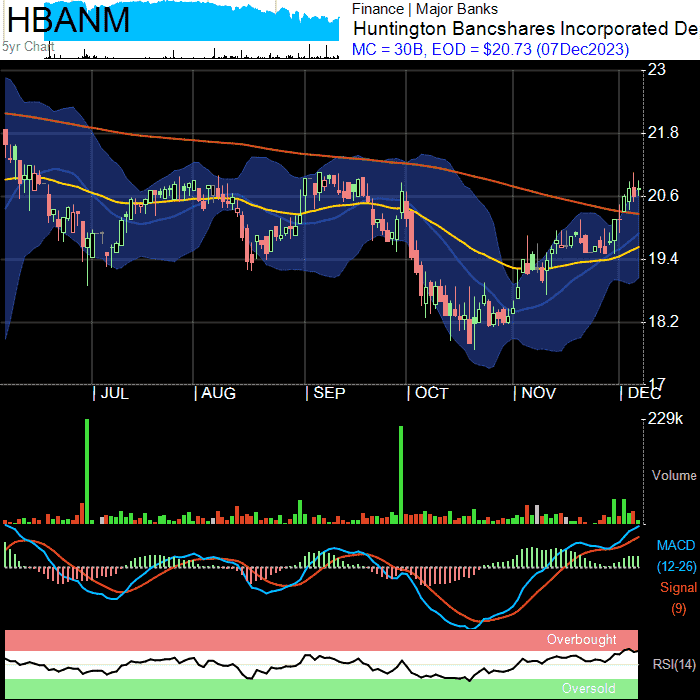 HBANM
5yr Chart
Finance | Major Banks
Huntington Bancshares Incorporated De
MC = 30B, EOD = $20.73 (07Dec2023)
23
21.8
20.6
19.4
18.2
17
| JUL
| AUG
| SEP
| OCT
| NOV
| DEC
229k
Volume
MACD
(12-26)
Signal
(9)
Overbought
RSI(14)
Oversold